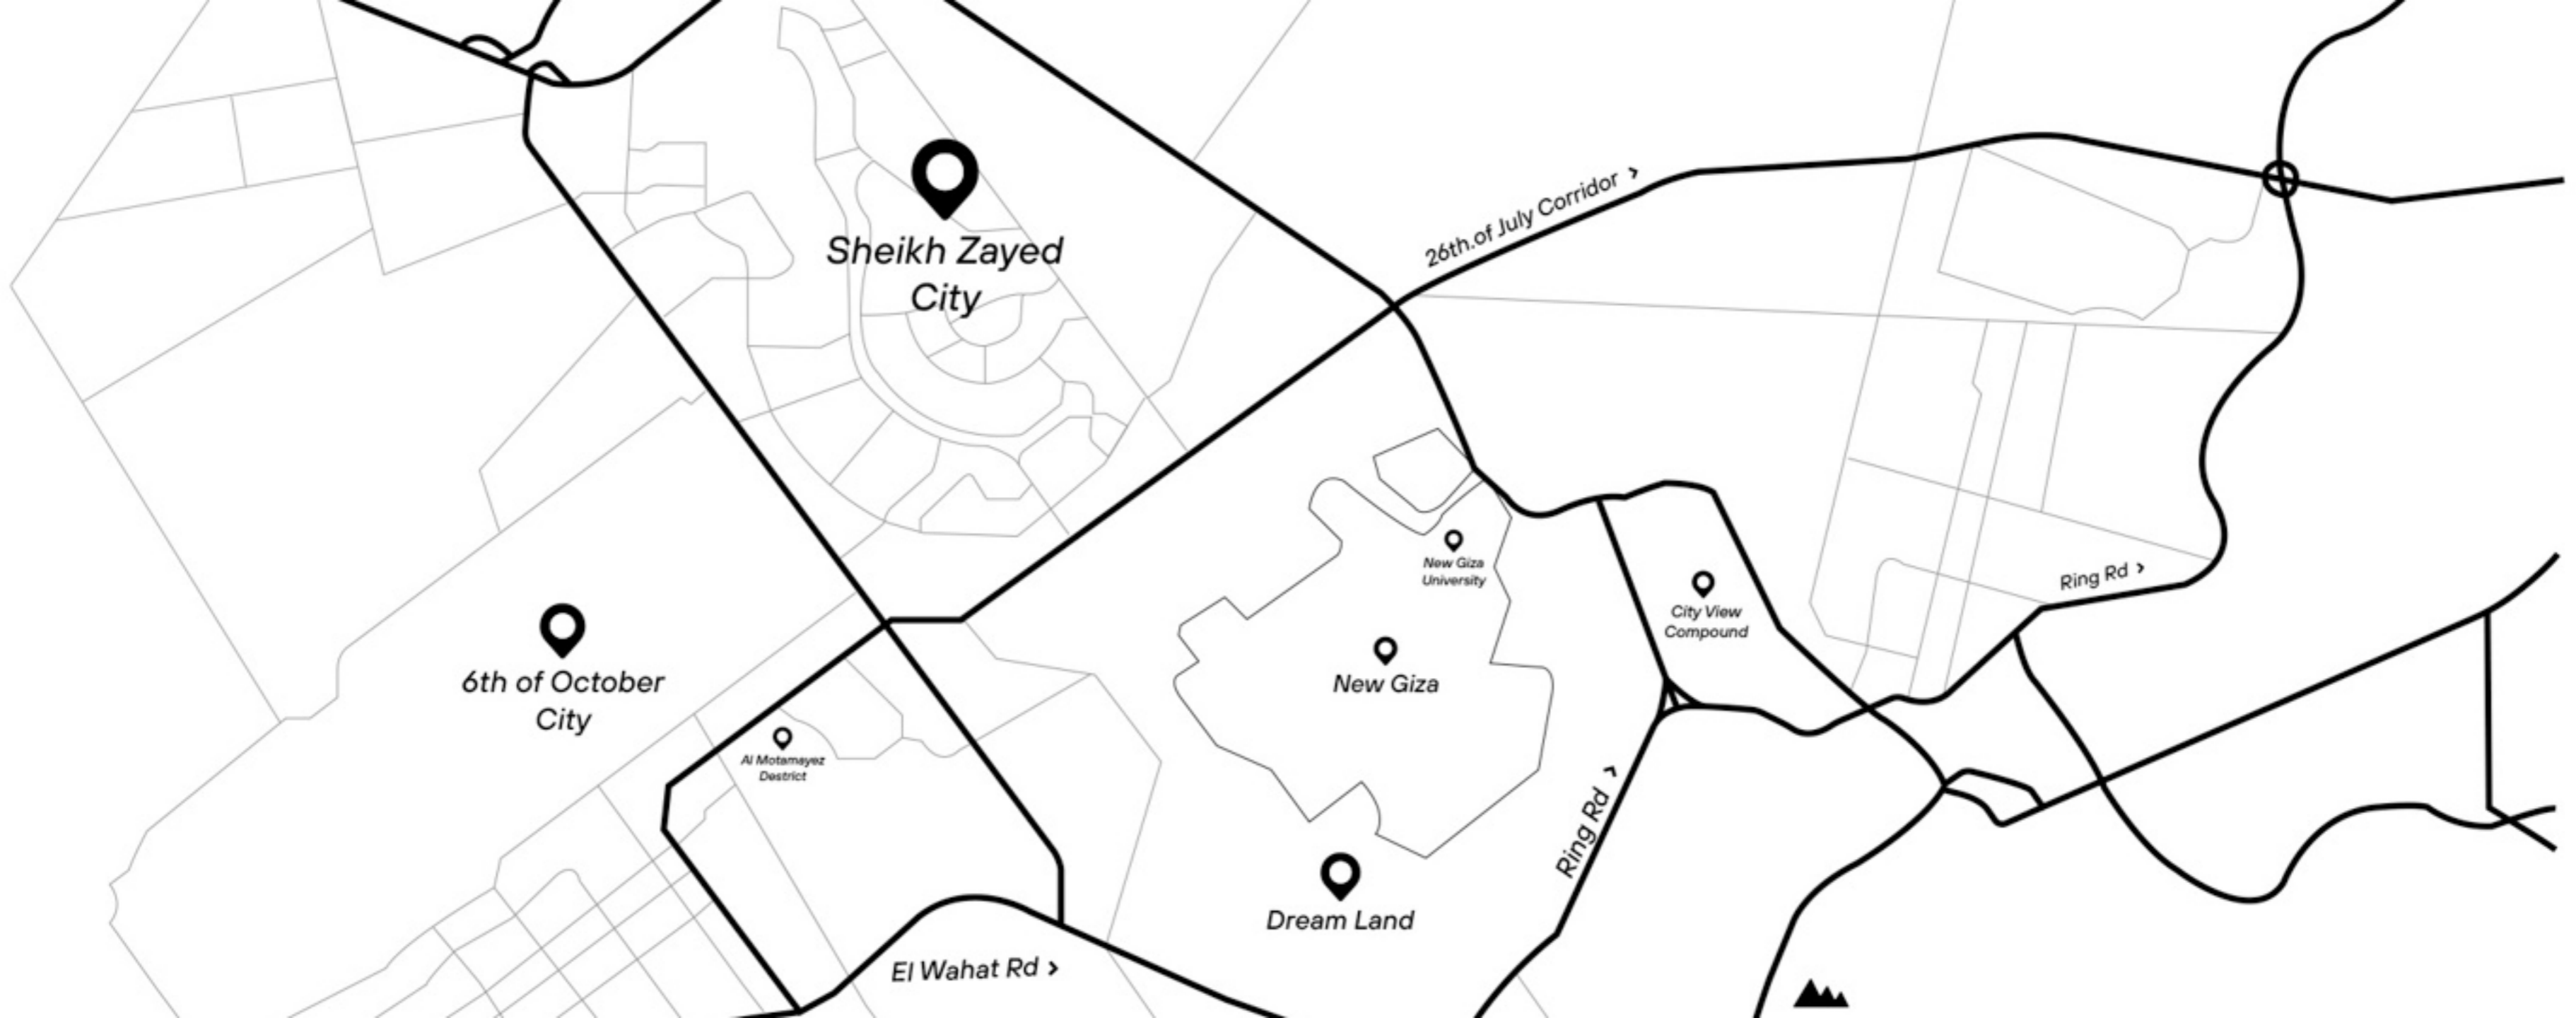 26th.of July Corridor >
Sheikh Zayed
City
New Giza
University
Ring Rd >
City View
Compound
6th of October
City
New Giza
Al Motamayez
Destrict
Ring Rd >
Dream Land
El Wahat Rd >